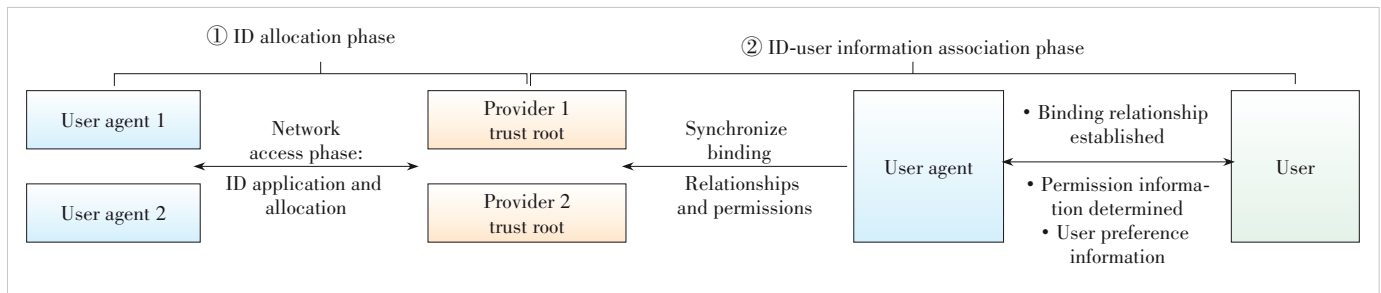 ① ID allocation phase
② ID-user information association phase
User agent 1
User agent 2
Network
access phase:
ID application and
allocation
Provider 1
trust root
Provider 2
trust root
Synchronize
binding
Relationships
and permissions
User agent
• Binding relationship
established
• Permission informa-
tion determined
• User preference
information
User